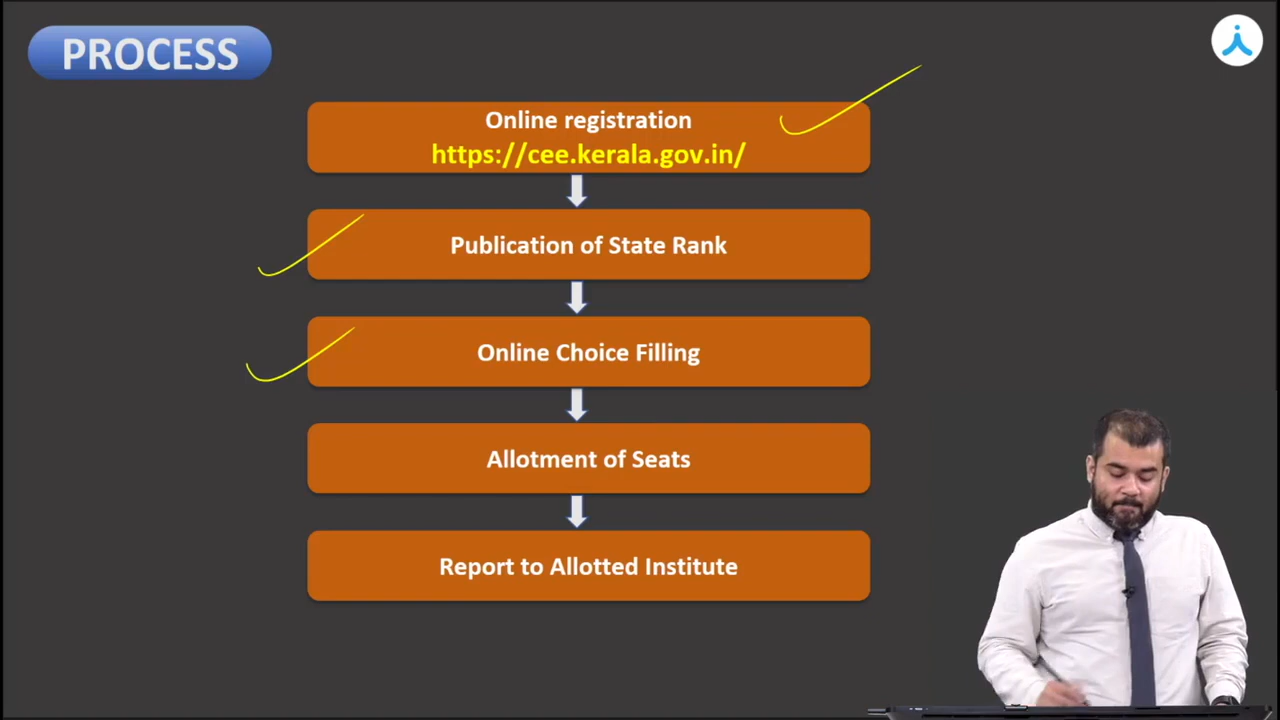 PROCESS
Online registration
https://cee.kerala.gov.in/
Publication of State Rank
Online Choice Filling
Allotment of Seats
Report to Allotted Institute